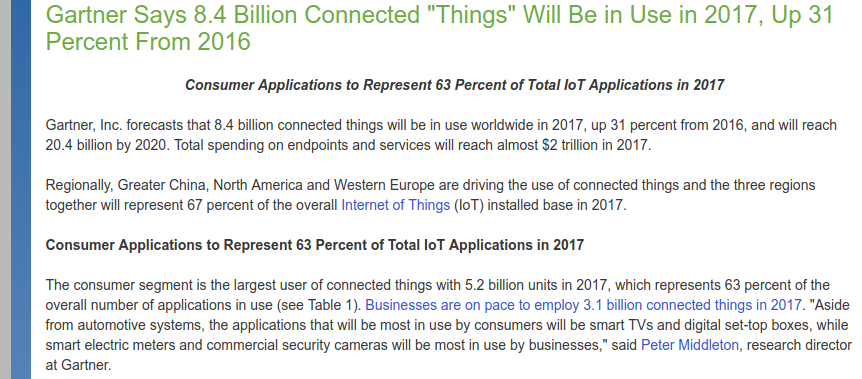 Gartner Says 8.4 Billion Connected "Things" Will Be in Use in 2017, Up 31
Percent From 2016
Consumer Applications to Represent 63 Percent of Total IoT Applications in 2017
Gartner, Inc. forecasts that 8.4 billion connected things will be in use worldwide in 2017, up 31 percent from 2016, and will reach
20.4 billion by 2020. Total spending on endpoints and services will reach almost $2 trillion in 2017.
Regionally, Greater China, North America and Western Europe are driving the use of connected things and the three regions
together will represent 67 percent of the overall Internet of Things (IoT) installed base in 2017.
Consumer Applications to Represent 63 Percent of Total IoT Applications in 2017
The consumer segment is the largest user of connected things with 5.2 billion units in 2017, which represents 63 percent of the
overall number of applications in use (see Table 1). Businesses are on pace to employ 3.1 billion connected things in 2017. "Aside
from automotive systems, the applications that will be most in use by consumers will be smart TVs and digital set-top boxes, while
smart electric meters and commercial security cameras will be most in use by businesses," said Peter Middleton, research director
at Gartner.